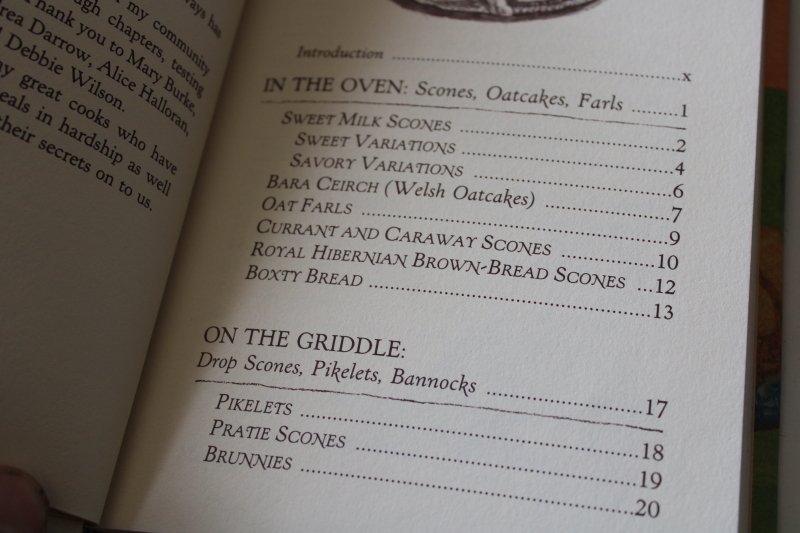 ways has
my community
ugh chapters, testing
hank you to Mary Burke,
rea Darrow, Alice Halloran,
Debbie Wilson.
y great cooks who have
eals in hardship as well
their secrets on to us.
Introduction ........................................x
IN THE OVEN: Scones, Oatcakes, Farls .........1
SWEET MILK SCONES ...............................2
SWEET VARIATIONS ...............................4
SAVORY VARIATIONS ..............................6
BARA CEIRCH (Welsh Oatcakes) ....................7
OAT FARLS ...........................................9
CURRANT AND CARAWAY SCONES .................10
ROYAL HIBERNIAN BROWN-BREAD SCONES ...12
BOXTY BREAD .......................................13
ON THE GRIDDLE:
Drop Scones, Pikelets, Bannocks .......................17
PIKELETS ..............................................18
PRATIE SCONES .......................................19
BRUNNIES .............................................20